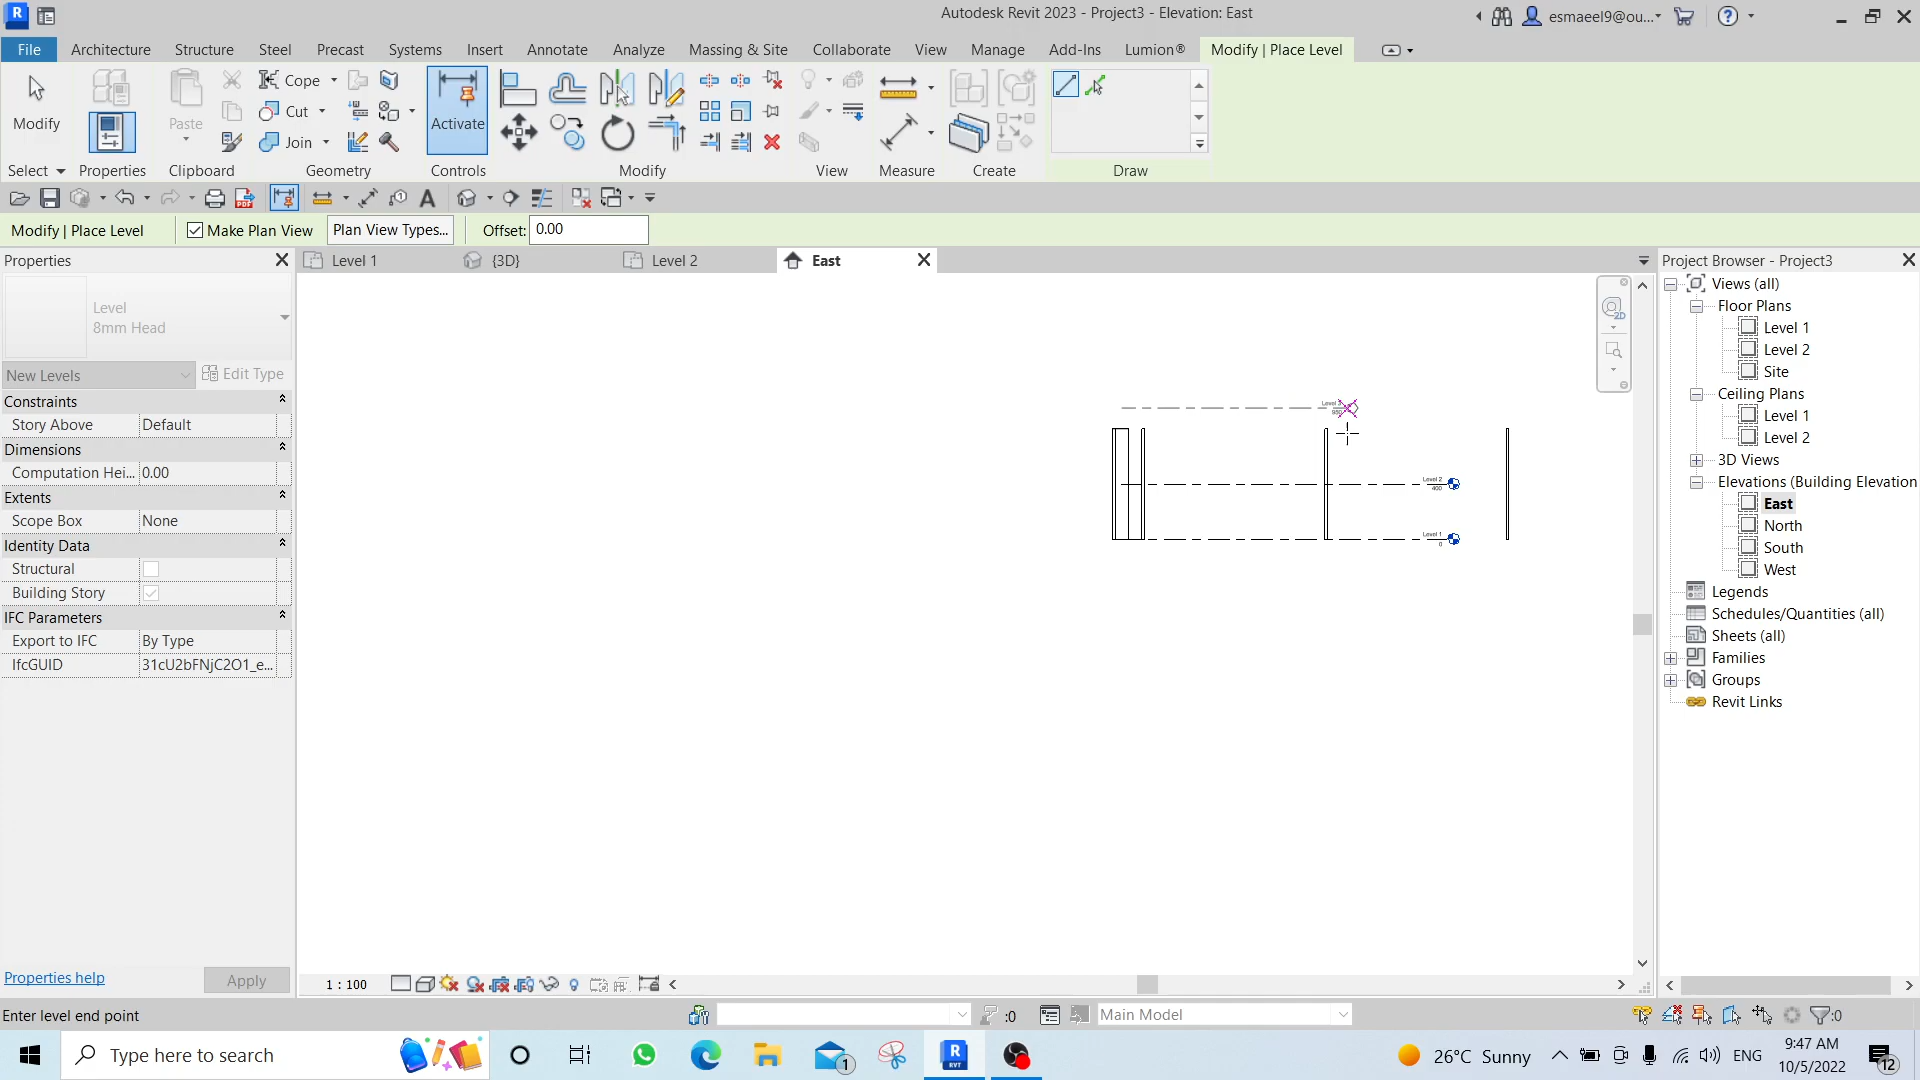 Autodesk Revit 2023 - Project3 - Elevation: East
esmaeel9@ou...
File Architecture Structure Steel Precast Systems Insert Annotate Analyze Massing & Site Collaborate View Manage Add-Ins Lumion® Modify | Place Level
Modify
Paste
Cope
Cut
Join
Activate
Select Properties Clipboard Geometry Controls Modify View Measure Create Draw
Modify | Place Level Make Plan View Plan View Types... Offset: 0.00
Properties
Level 1 {3D} Level 2 East
Project Browser - Project3
Level
8mm Head
New Levels Edit Type
Constraints
Story Above Default
Dimensions
Computation Hei... 0.00
Extents
Scope Box None
Identity Data
Structural
Building Story
IFC Parameters
Export to IFC By Type
IfcGUID 31cU2bFNjC2O1_e...
Properties help Apply
2D
Level 2
400
Level 1
0
Views (all)
Floor Plans
Level 1
Level 2
Site
Ceiling Plans
Level 1
Level 2
3D Views
Elevations (Building Elevation
East
North
South
West
Legends
Schedules/Quantities (all)
Sheets (all)
Families
Groups
Revit Links
1 : 100
Enter level end point :0 Main Model :0
Type here to search
1
26°C Sunny ENG
9:47 AM
10/5/2022
12